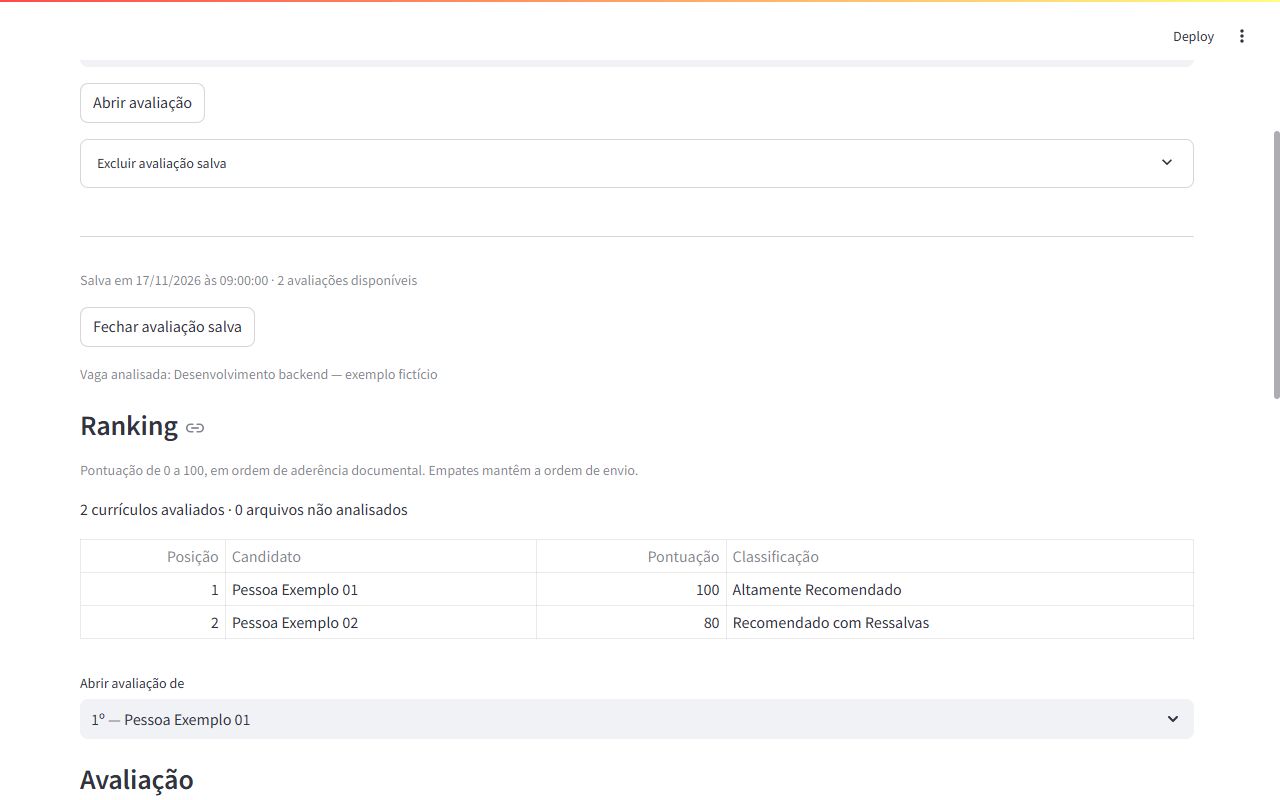 Deploy
Abrir avaliação
Excluir avaliação salva
Salva em 17/11/2026 às 09:00:00 · 2 avaliações disponíveis
Fechar avaliação salva
Vaga analisada: Desenvolvimento backend — exemplo fictício
Ranking
Pontuação de 0 a 100, em ordem de aderência documental. Empates mantêm a ordem de envio.
2 currículos avaliados · 0 arquivos não analisados
Posição Candidato Pontuação Classificação
1 Pessoa Exemplo 01 100 Altamente Recomendado
2 Pessoa Exemplo 02 80 Recomendado com Ressalvas
Abrir avaliação de
1º — Pessoa Exemplo 01
Avaliação